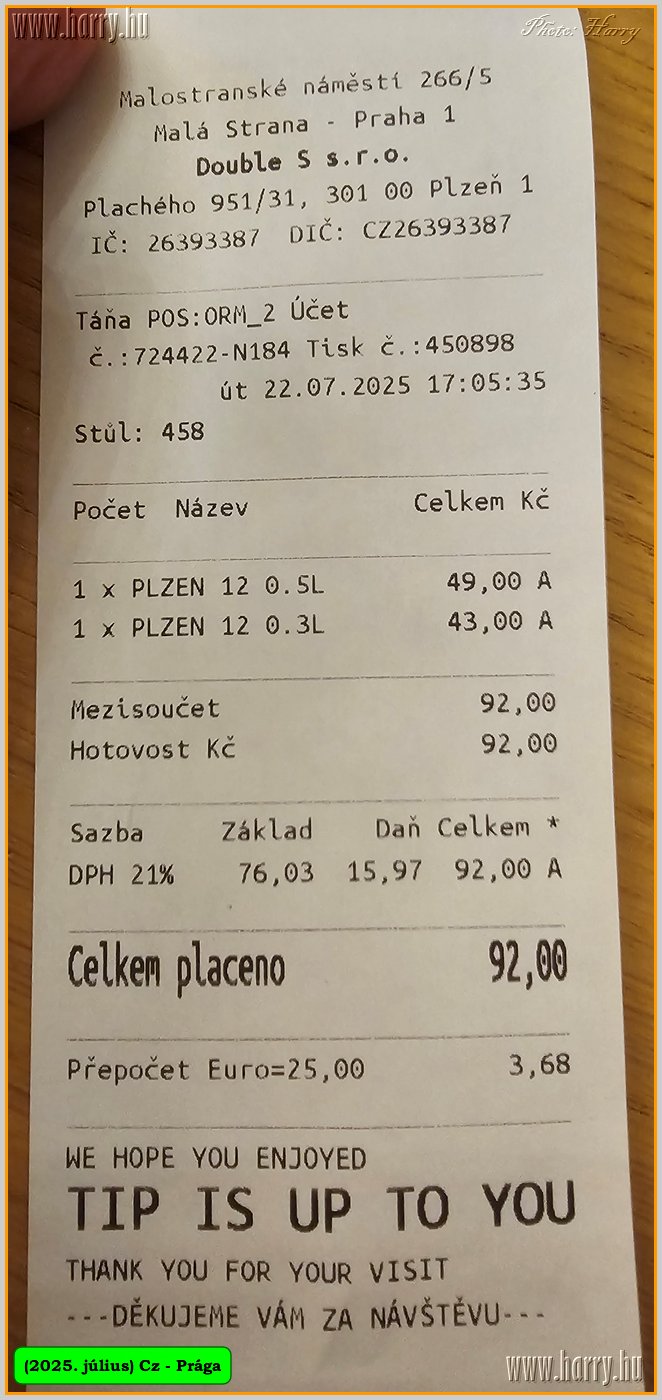 www.harry.hu
Photo: Harry
Malostranské náměstí 266/5
Malá Strana - Praha 1
Double S s.r.o.
Plachého 951/31, 301 00 Plzeň 1
IČ: 26393387 DIČ: CZ26393387
Táňa POS:ORM_2 Účet
č.:724422-N184 Tisk č.:450898
út 22.07.2025 17:05:35
Stůl: 458
Počet Název Celkem Kč
1 x PLZEN 12 0.5L 49,00 A
1 x PLZEN 12 0.3L 43,00 A
Mezisoučet 92,00
Hotovost Kč 92,00
Sazba Základ Daň Celkem *
DPH 21% 76,03 15,97 92,00 A
Celkem placeno 92,00
Přepočet Euro=25,00 3,68
WE HOPE YOU ENJOYED
TIP IS UP TO YOU
THANK YOU FOR YOUR VISIT
---DĚKUJEME VÁM ZA NÁVŠTĚVU---
(2025. július) Cz - Prága
www.harry.hu